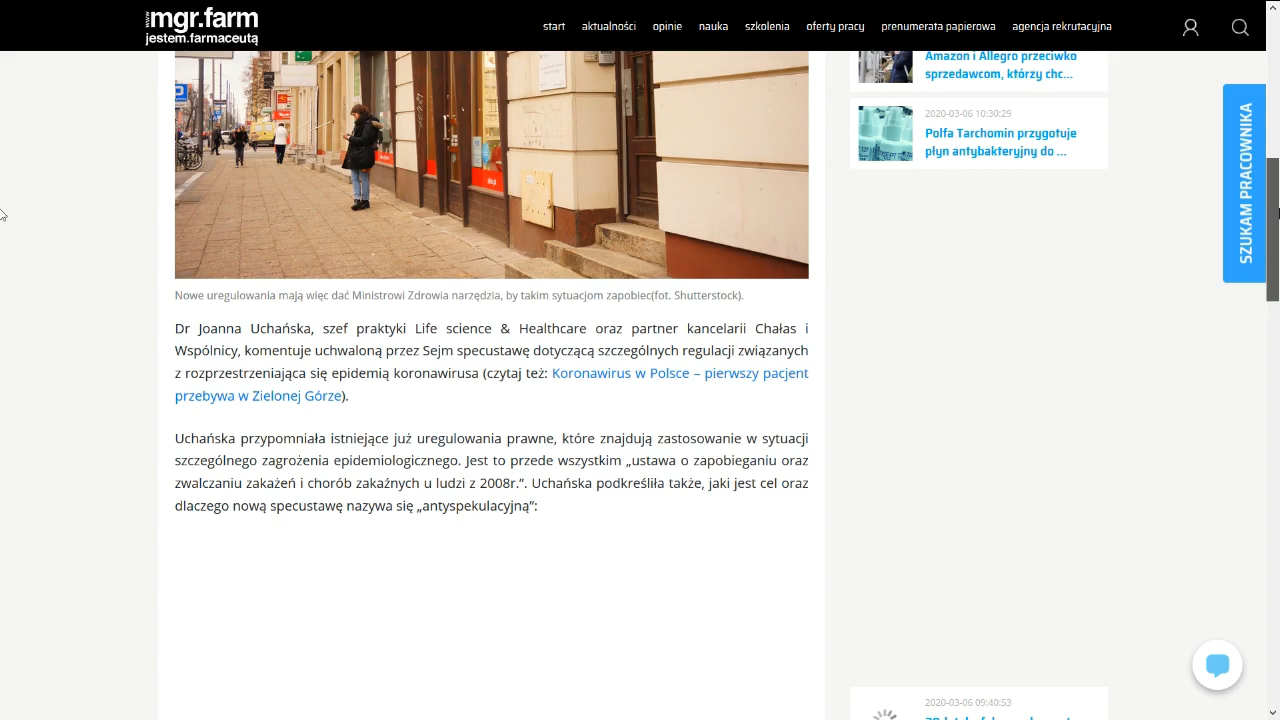 www.mgr.farm
jestem.farmaceutą
start aktualności opinie nauka szkolenia oferty pracy prenumerata papierowa agencja rekrutacyjna
Amazon i Allegro przeciwko
sprzedawcom, którzy chc...
2020-03-06 10:30:29
Polfa Tarchomin przygotuje
płyn antybakteryjny do ...
SZUKAM PRACOWNIKA
Nowe uregulowania mają więc dać Ministrowi Zdrowia narzędzia, by takim sytuacjom zapobiec(fot. Shutterstock).
Dr Joanna Uchańska, szef praktyki Life science & Healthcare oraz partner kancelarii Chałas i
Wspólnicy, komentuje uchwaloną przez Sejm specustawę dotyczącą szczególnych regulacji związanych
z rozprzestrzeniająca się epidemią koronawirusa (czytaj też: Koronawirus w Polsce – pierwszy pacjent
przebywa w Zielonej Górze).
Uchańska przypomniała istniejące już uregulowania prawne, które znajdują zastosowanie w sytuacji
szczególnego zagrożenia epidemiologicznego. Jest to przede wszystkim „ustawa o zapobieganiu oraz
zwalczaniu zakażeń i chorób zakaźnych u ludzi z 2008r.”. Uchańska podkreśliła także, jaki jest cel oraz
dlaczego nową specustawę nazywa się „antyspekulacyjną”:
2020-03-06 09:40:53